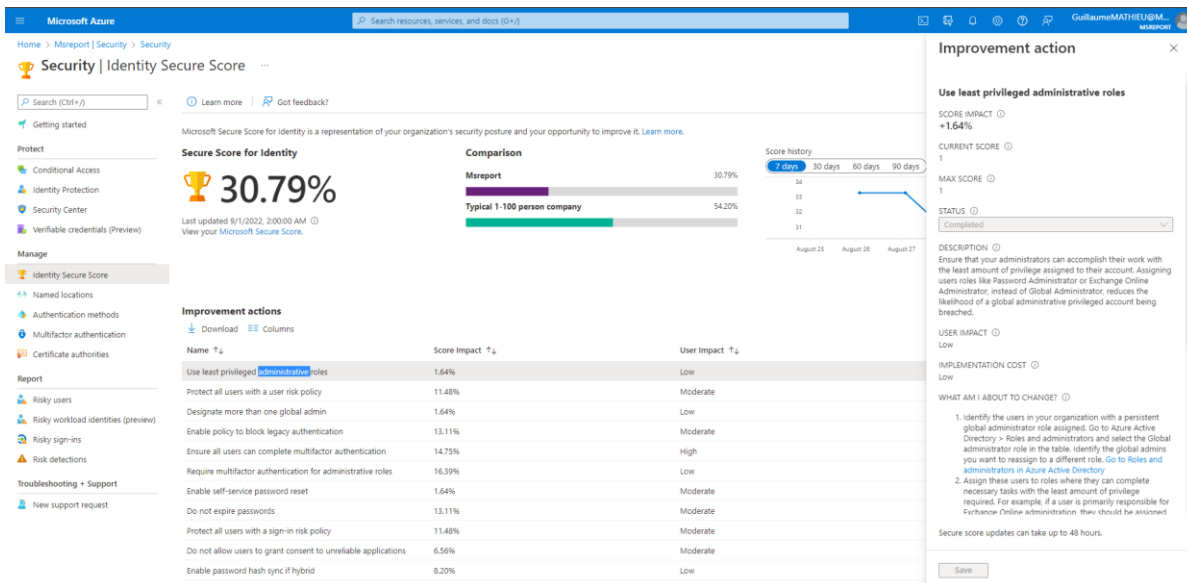 Microsoft Azure
Search resources, services, and docs (G+/)
GuillaumeMATHIEU@M...
MSREPORT
Home > Msreport | Security > Security
Security | Identity Secure Score ...
Search (Ctrl+/)
«
Getting started
Protect
Conditional Access
Identity Protection
Security Center
Verifiable credentials (Preview)
Manage
Identity Secure Score
Named locations
Authentication methods
Multifactor authentication
Certificate authorities
Report
Risky users
Risky workload identities (preview)
Risky sign-ins
Risk detections
Troubleshooting + Support
New support request
Learn more
Got feedback?
Microsoft Secure Score for Identity is a representation of your organization's security posture and your opportunity to improve it. Learn more.
Secure Score for Identity
30.79%
Last updated 9/1/2022, 2:00:00 AM
View your Microsoft Secure Score.
Comparison
Msreport 30.79%
Typical 1-100 person company 54.20%
Score history
7 days 30 days 60 days 90 days
34
33
32
31
August 25 August 26 August 27
Improvement actions
Download Columns
Name Score Impact User Impact
Use least privileged administrative roles 1.64% Low
Protect all users with a user risk policy 11.48% Moderate
Designate more than one global admin 1.64% Low
Enable policy to block legacy authentication 13.11% Moderate
Ensure all users can complete multifactor authentication 14.75% High
Require multifactor authentication for administrative roles 16.39% Low
Enable self-service password reset 1.64% Moderate
Do not expire passwords 13.11% Moderate
Protect all users with a sign-in risk policy 11.48% Moderate
Do not allow users to grant consent to unreliable applications 6.56% Moderate
Enable password hash sync if hybrid 8.20% Low
Improvement action
Use least privileged administrative roles
SCORE IMPACT
+1.64%
CURRENT SCORE
1
MAX SCORE
1
STATUS
Completed
DESCRIPTION
Ensure that your administrators can accomplish their work with
the least amount of privilege assigned to their account. Assigning
users roles like Password Administrator or Exchange Online
Administrator, instead of Global Administrator, reduces the
likelihood of a global administrative privileged account being
breached.
USER IMPACT
Low
IMPLEMENTATION COST
Low
WHAT AM I ABOUT TO CHANGE?
1. Identify the users in your organization with a persistent
global administrator role assigned. Go to Azure Active
Directory > Roles and administrators and select the Global
administrator role in the table. Identify the global admins
you want to reassign to a different role. Go to Roles and
administrators in Azure Active Directory
2. Assign these users to roles where they can complete
necessary tasks with the least amount of privilege
required. For example, if a user is primarily responsible for
Exchange Online administration, they should be assigned
Secure score updates can take up to 48 hours.
Save